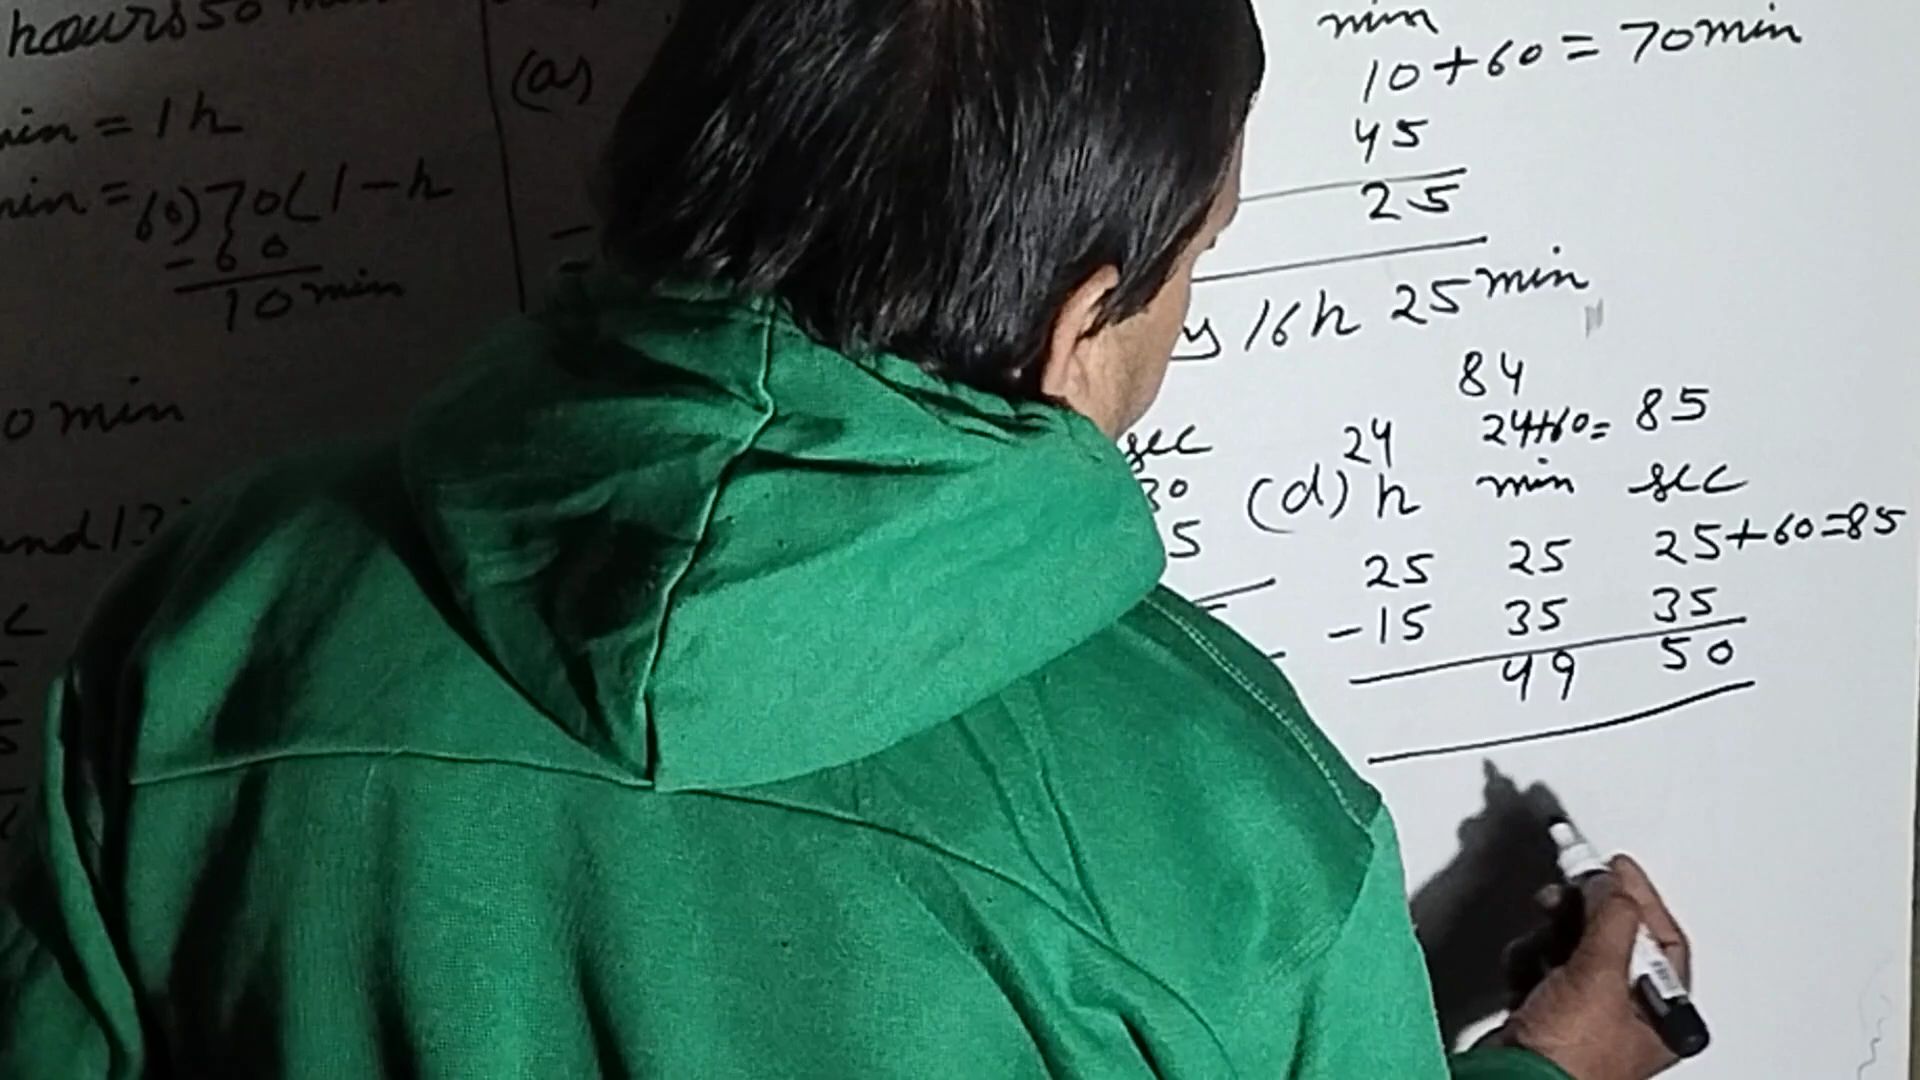 hours 50
(a)
min = 1h
min = 60)70(1-h
-60
10 min
0 min
and 1?
min
10+60=70min
45
25
16h 25min
84
24 24+60= 85
sec (d) h min sec
30
5 25 25 25+60=85
-15 35 35
49 50